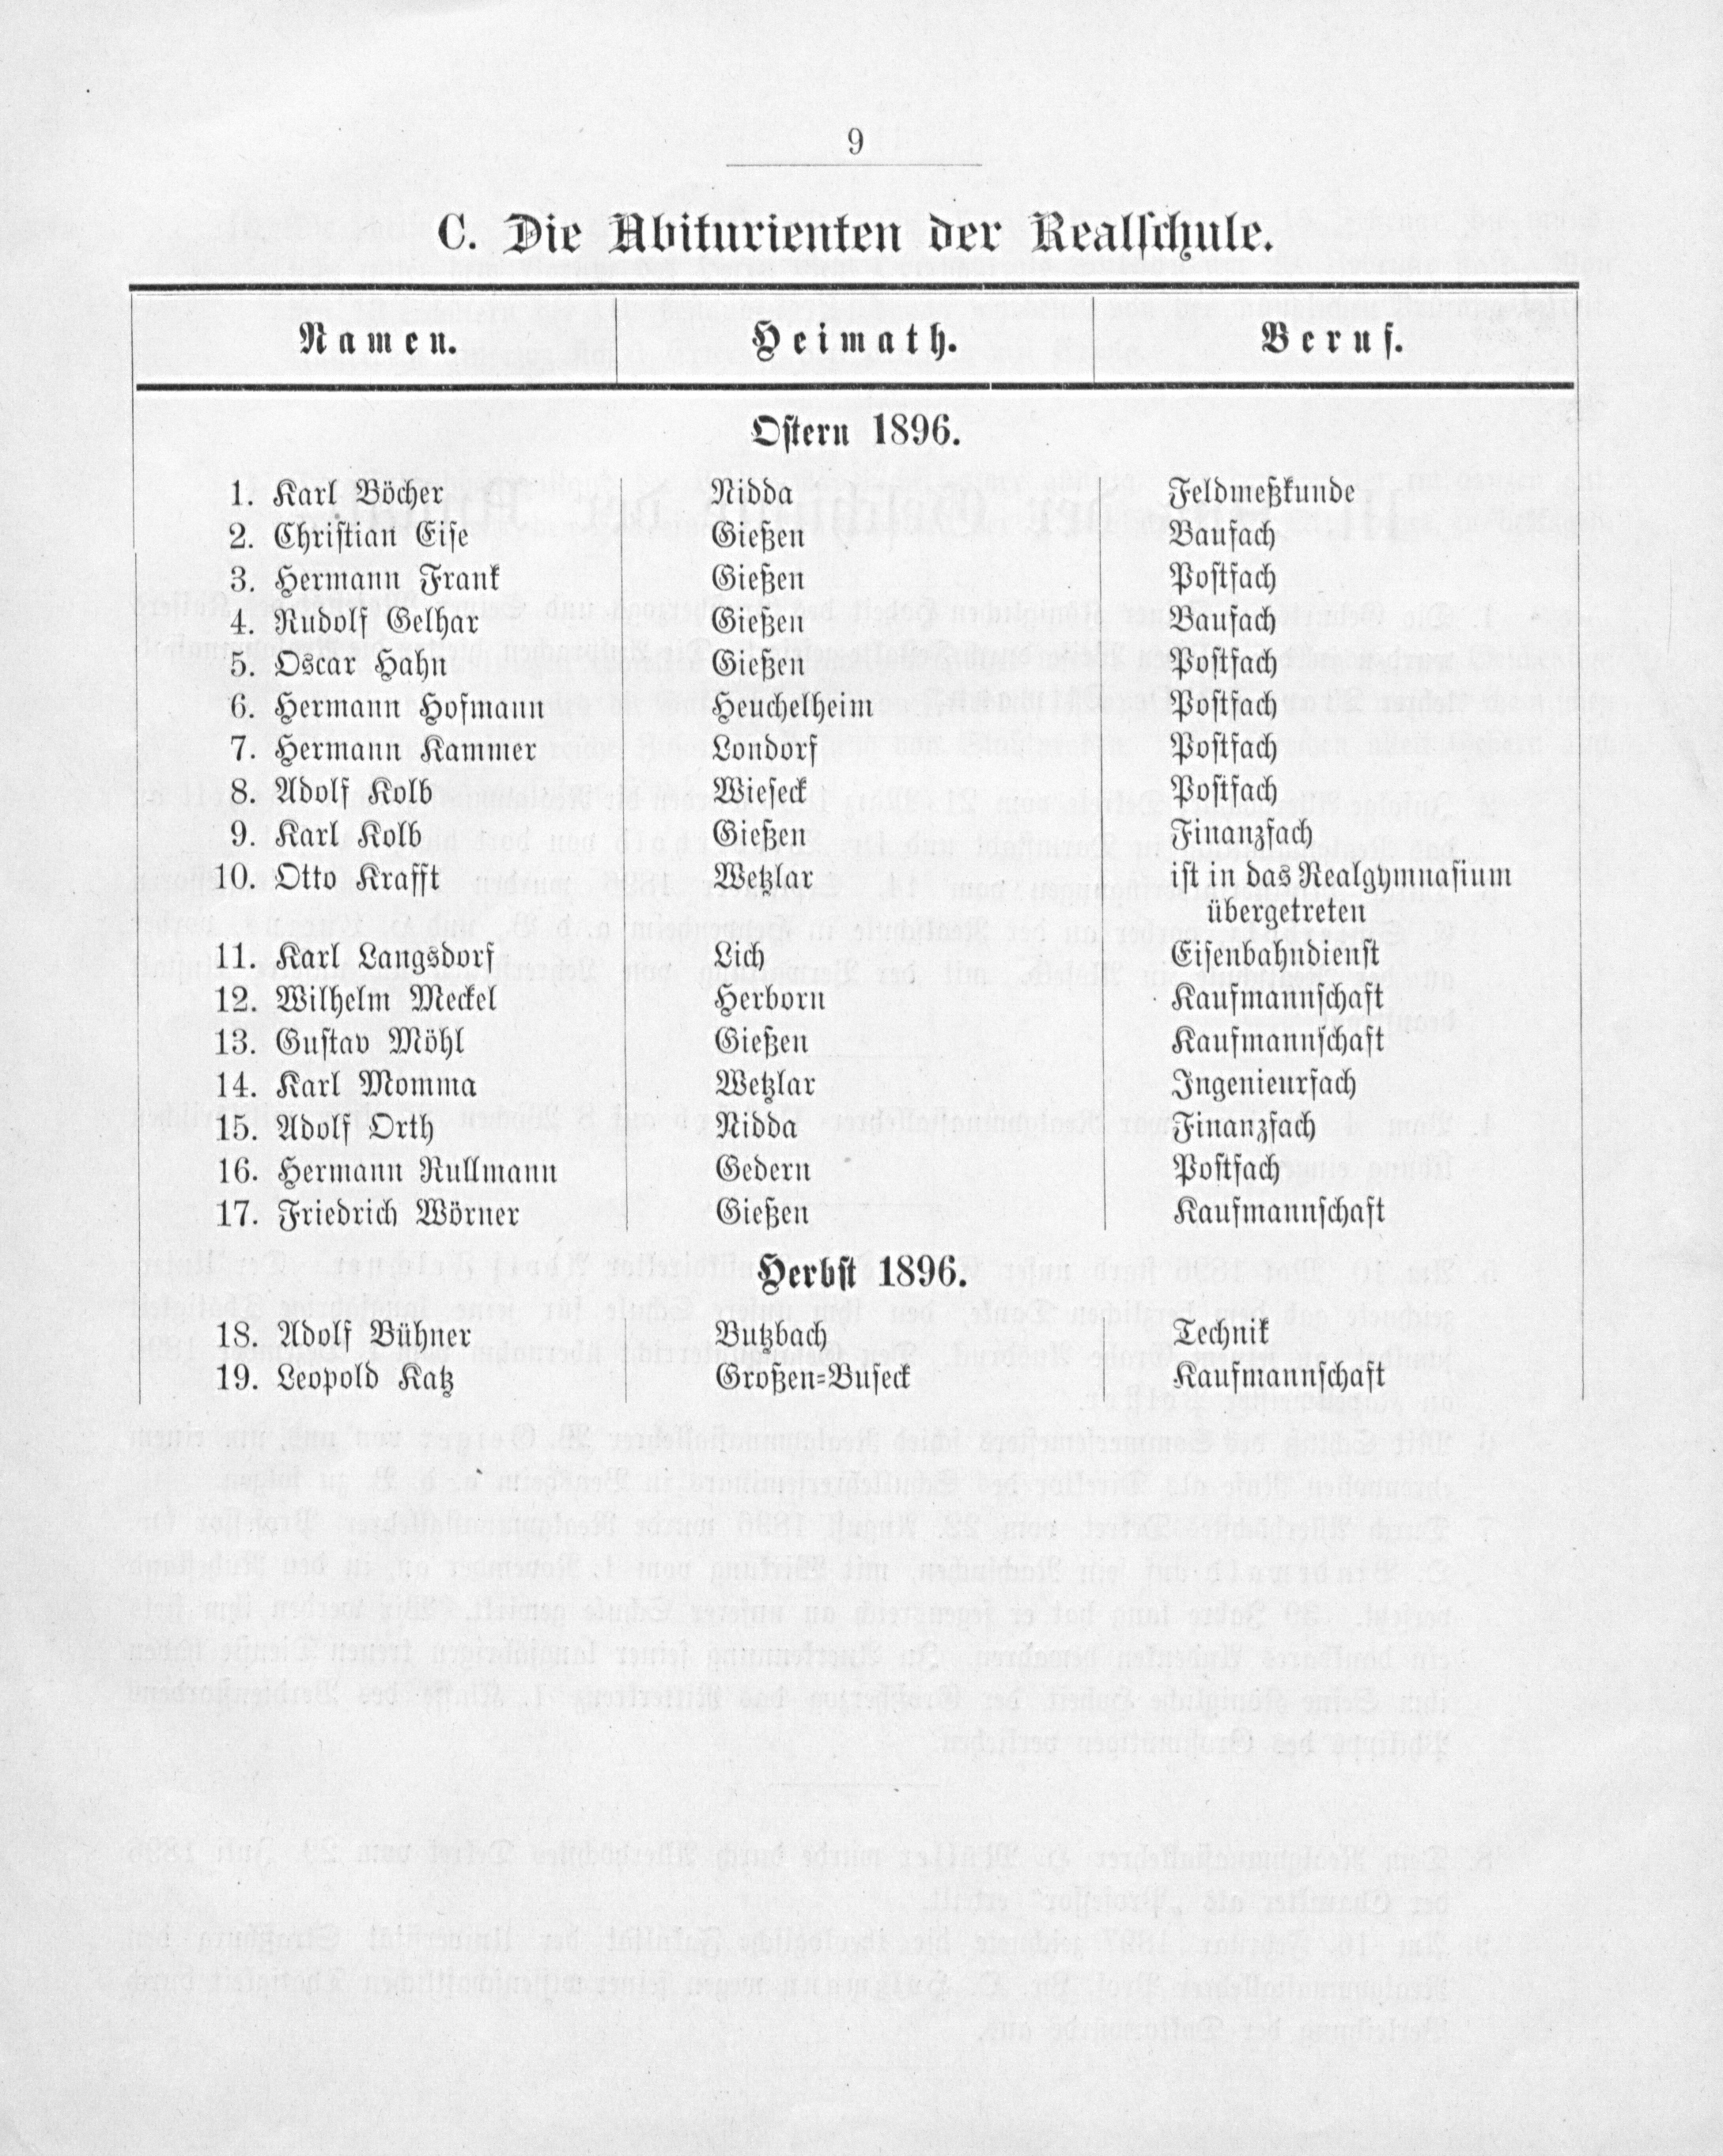 9
C. Die Abiturienten der Realschule.
Namen. Heimath. Beruf.
Ostern 1896.
1. Karl Böcher Nidda Feldmeßkunde
2. Christian Eise Gießen Baufach
3. Hermann Frank Gießen Postfach
4. Rudolf Gelhar Gießen Baufach
5. Oscar Hahn Gießen Postfach
6. Hermann Hofmann Heuchelheim Postfach
7. Hermann Kammer Londorf Postfach
8. Adolf Kolb Wieseck Postfach
9. Karl Kolb Gießen Finanzfach
10. Otto Krafft Wetzlar ist in das Realgymnasium
übergetreten
11. Karl Langsdorf Lich Eisenbahndienst
12. Wilhelm Meckel Herborn Kaufmannschaft
13. Gustav Möhl Gießen Kaufmannschaft
14. Karl Momma Wetzlar Ingenieurfach
15. Adolf Orth Nidda Finanzfach
16. Hermann Rullmann Gedern Postfach
17. Friedrich Wörner Gießen Kaufmannschaft
Herbst 1896.
18. Adolf Bühner Butzbach Technik
19. Leopold Katz Großen-Buseck Kaufmannschaft